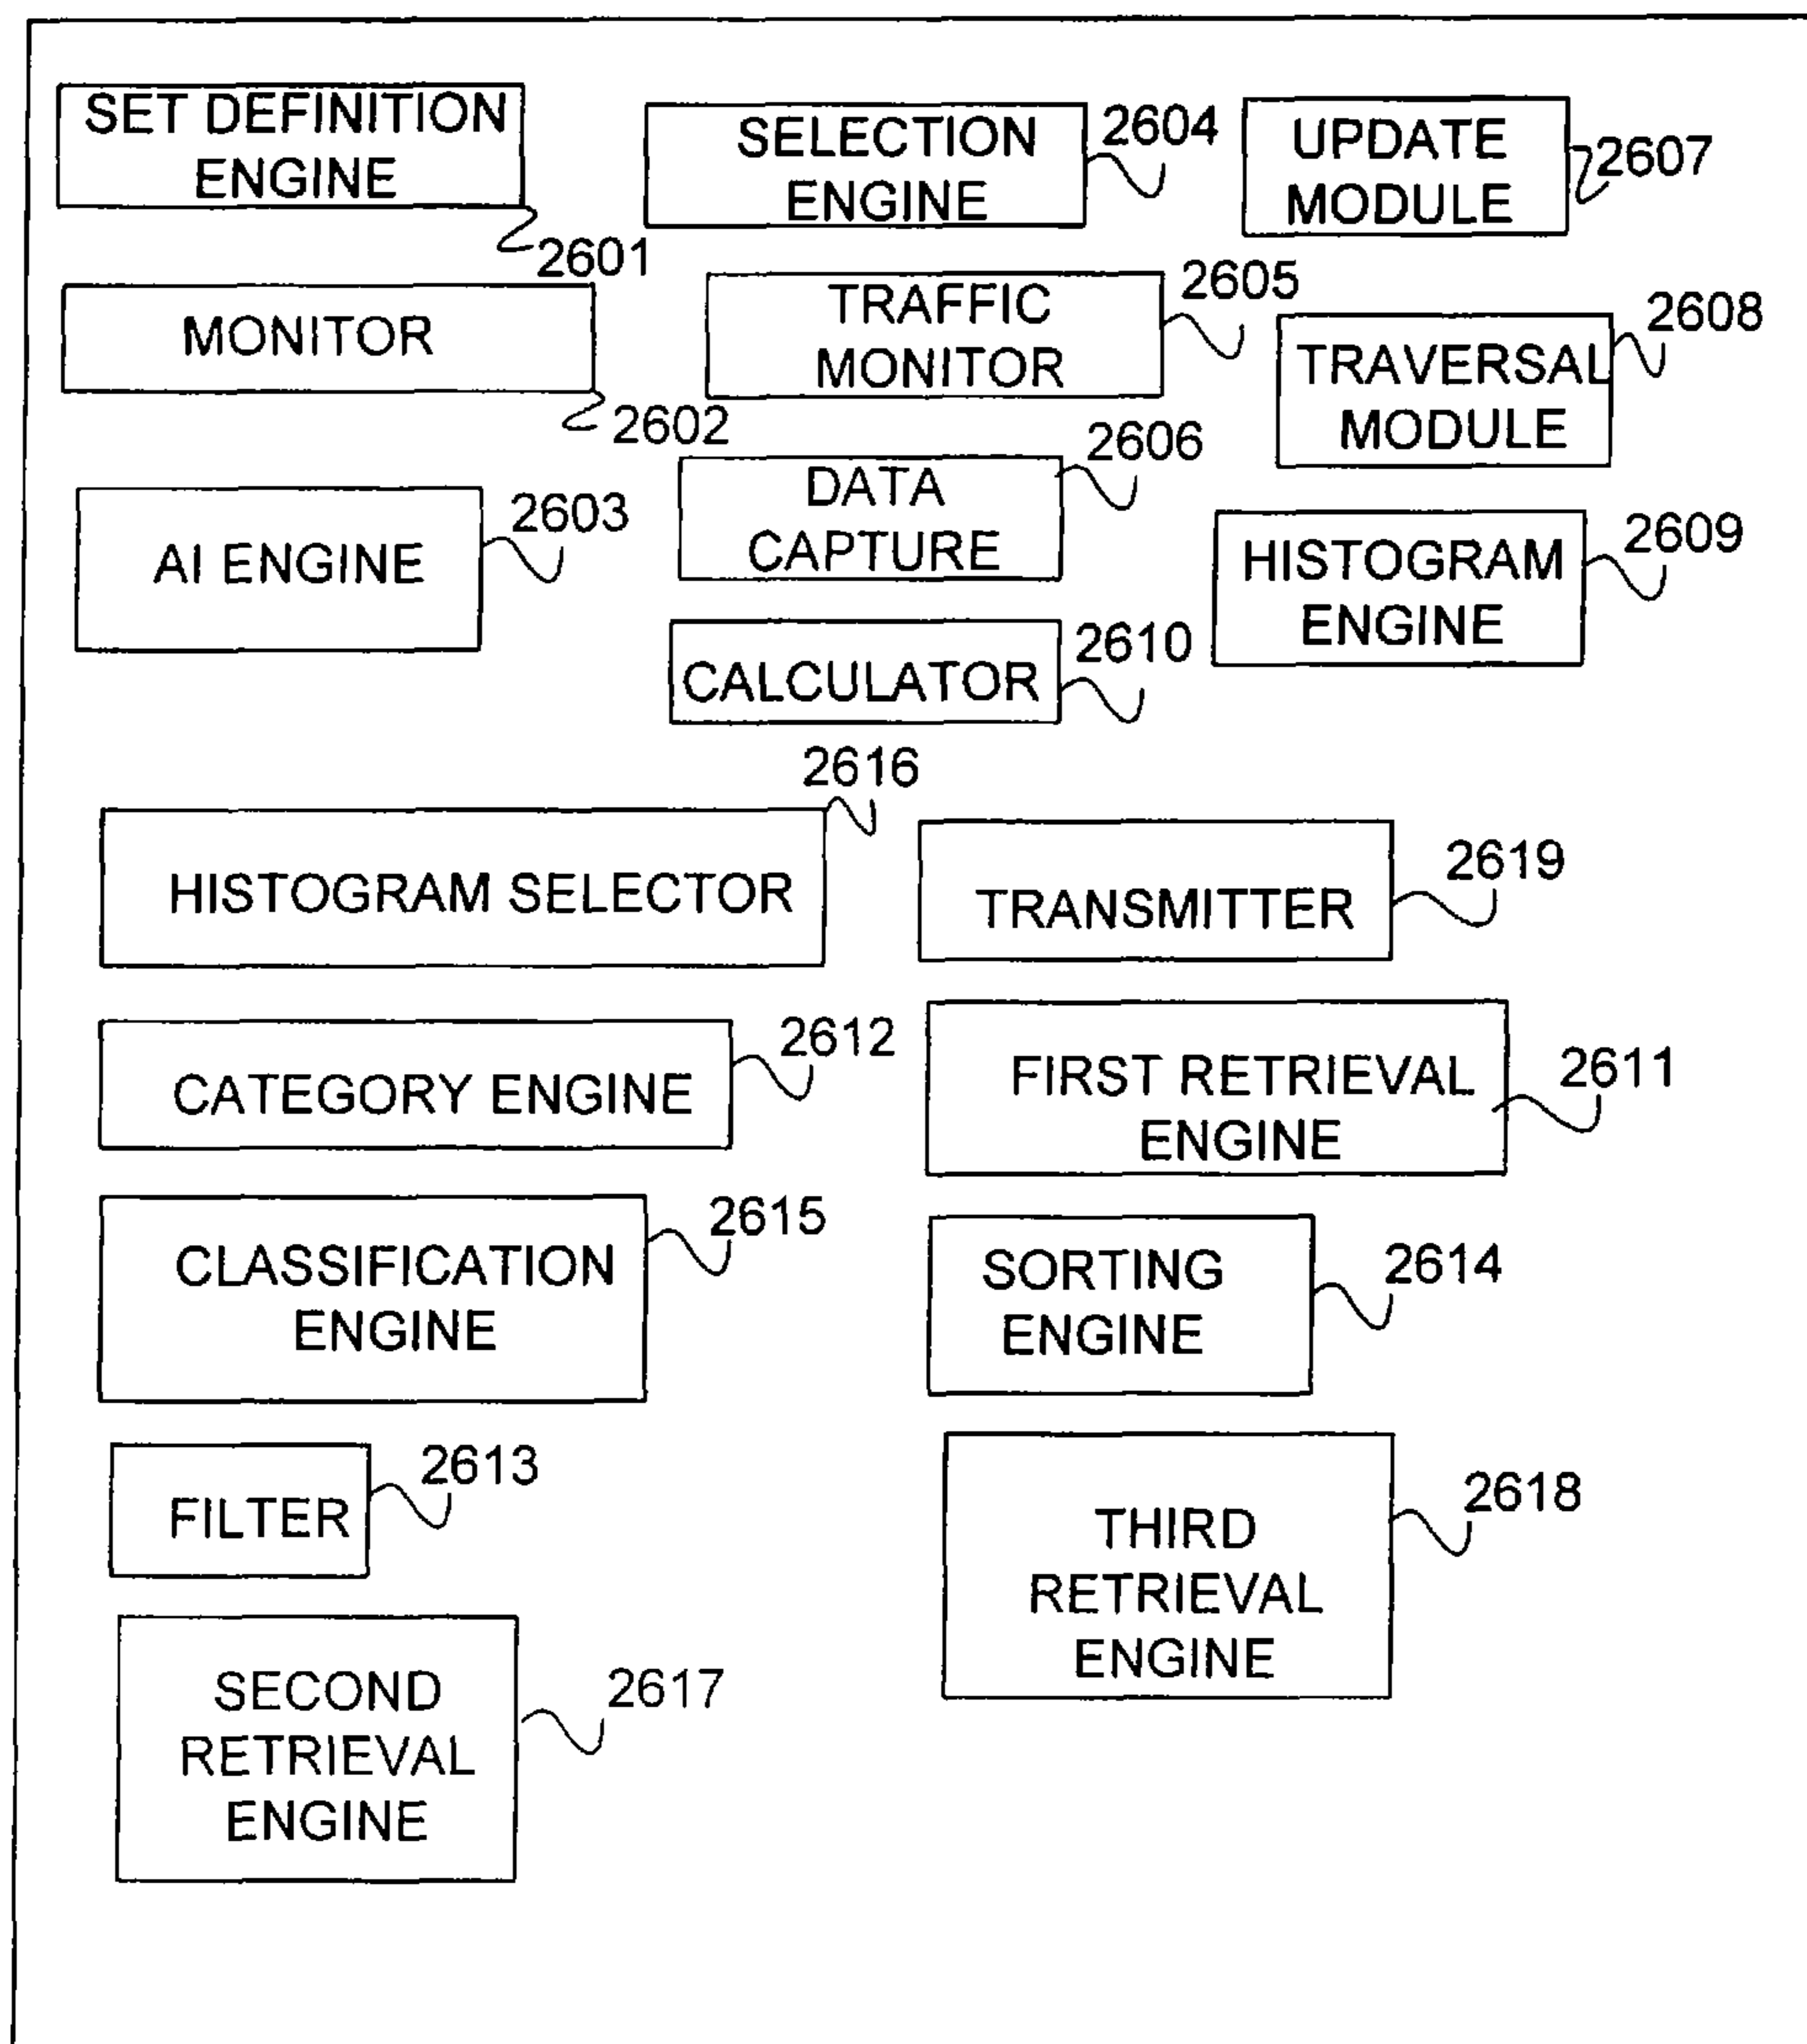 SET DEFINITION
ENGINE
2601
SELECTION
ENGINE
2604
UPDATE
MODULE
2607
MONITOR
2602
TRAFFIC
MONITOR
2605
TRAVERSAL
MODULE
2608
AI ENGINE
2603
DATA
CAPTURE
2606
HISTOGRAM
ENGINE
2609
CALCULATOR
2610
HISTOGRAM SELECTOR
2616
TRANSMITTER
2619
CATEGORY ENGINE
2612
FIRST RETRIEVAL
ENGINE
2611
CLASSIFICATION
ENGINE
2615
SORTING
ENGINE
2614
FILTER
2613
THIRD
RETRIEVAL
ENGINE
2618
SECOND
RETRIEVAL
ENGINE
2617